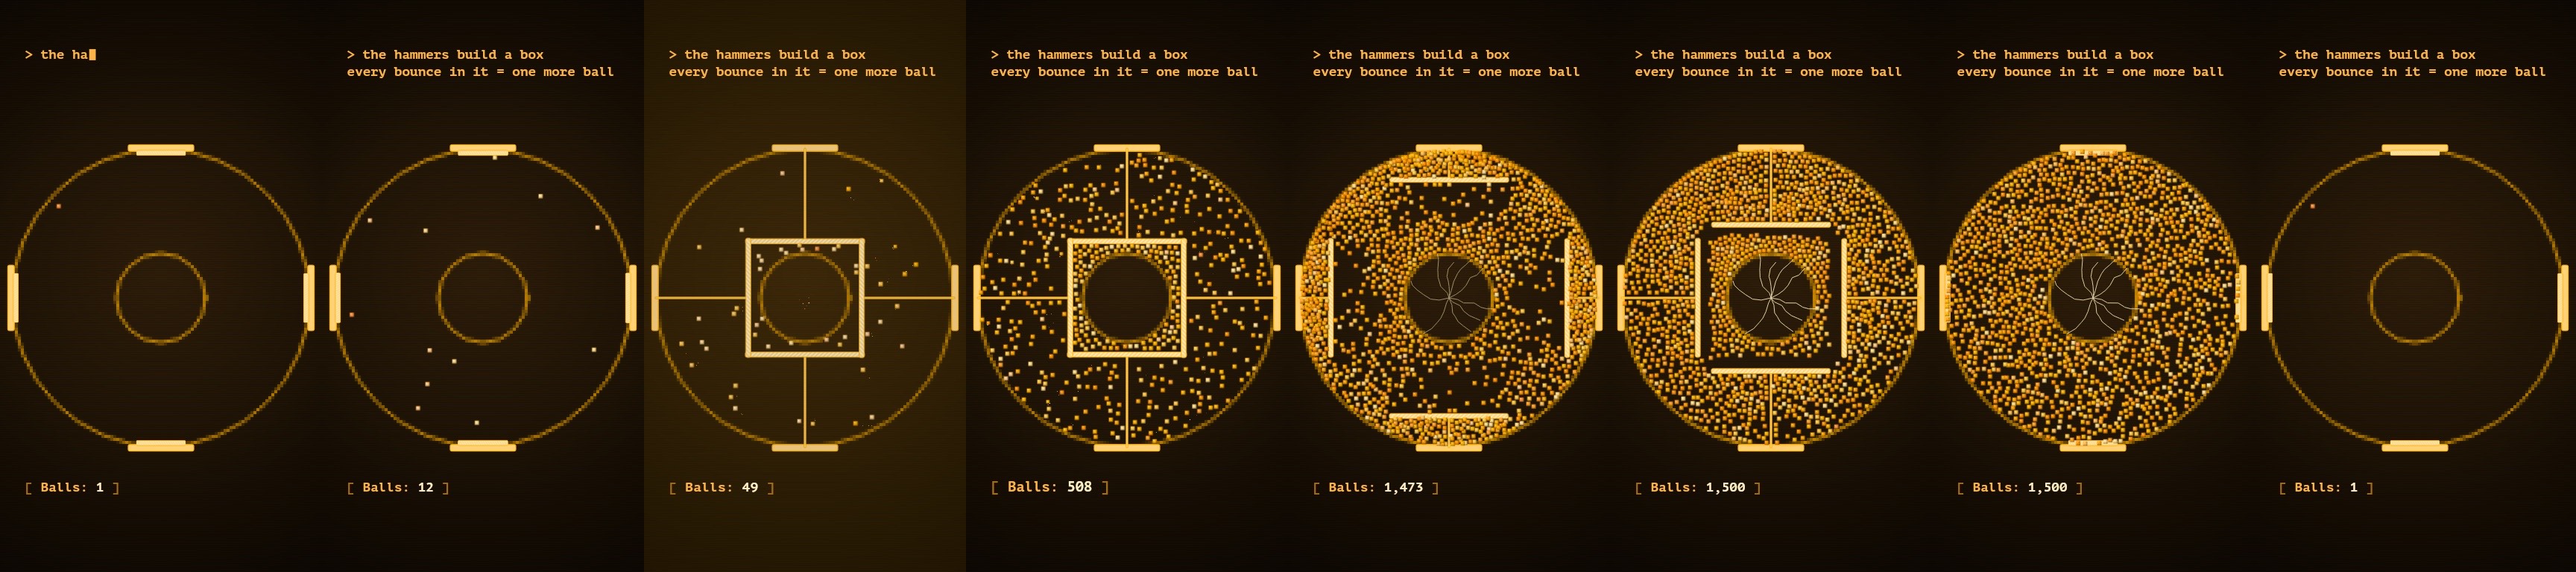 > the ha
> the hammers build a box
every bounce in it = one more ball
> the hammers build a box
every bounce in it = one more ball
> the hammers build a box
every bounce in it = one more ball
> the hammers build a box
every bounce in it = one more ball
> the hammers build a box
every bounce in it = one more ball
> the hammers build a box
every bounce in it = one more ball
> the hammers build a box
every bounce in it = one more ball
[ Balls: 1 ]
[ Balls: 12 ]
[ Balls: 49 ]
[ Balls: 508 ]
[ Balls: 1,473 ]
[ Balls: 1,500 ]
[ Balls: 1,500 ]
[ Balls: 1 ]